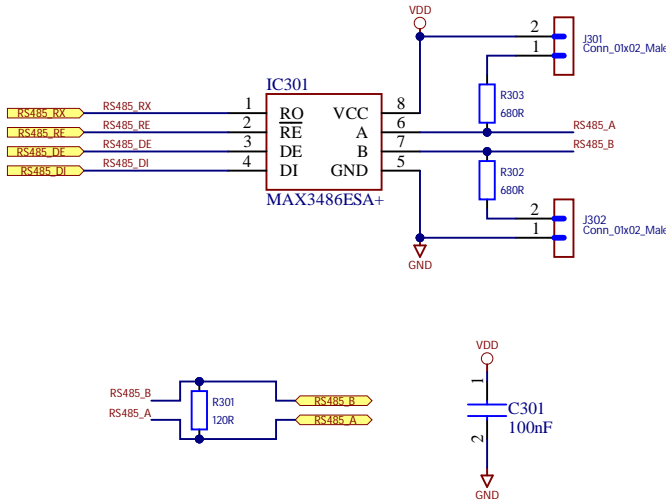 VDD
2
1
J301
Conn_01x02_Male
IC301
R303
680R
RS485_RX
RS485_RX
1
RO
VCC
8
RS485_RE
RS485_RE
2
RE
A
6
RS485_A
RS485_DE
RS485_DE
3
DE
B
7
RS485_B
RS485_DI
RS485_DI
4
DI
GND
5
MAX3486ESA+
R302
680R
2
1
J302
Conn_01x02_Male
GND
VDD
RS485_B
RS485_A
R301
120R
RS485_B
RS485_A
1
C301
100nF
2
GND